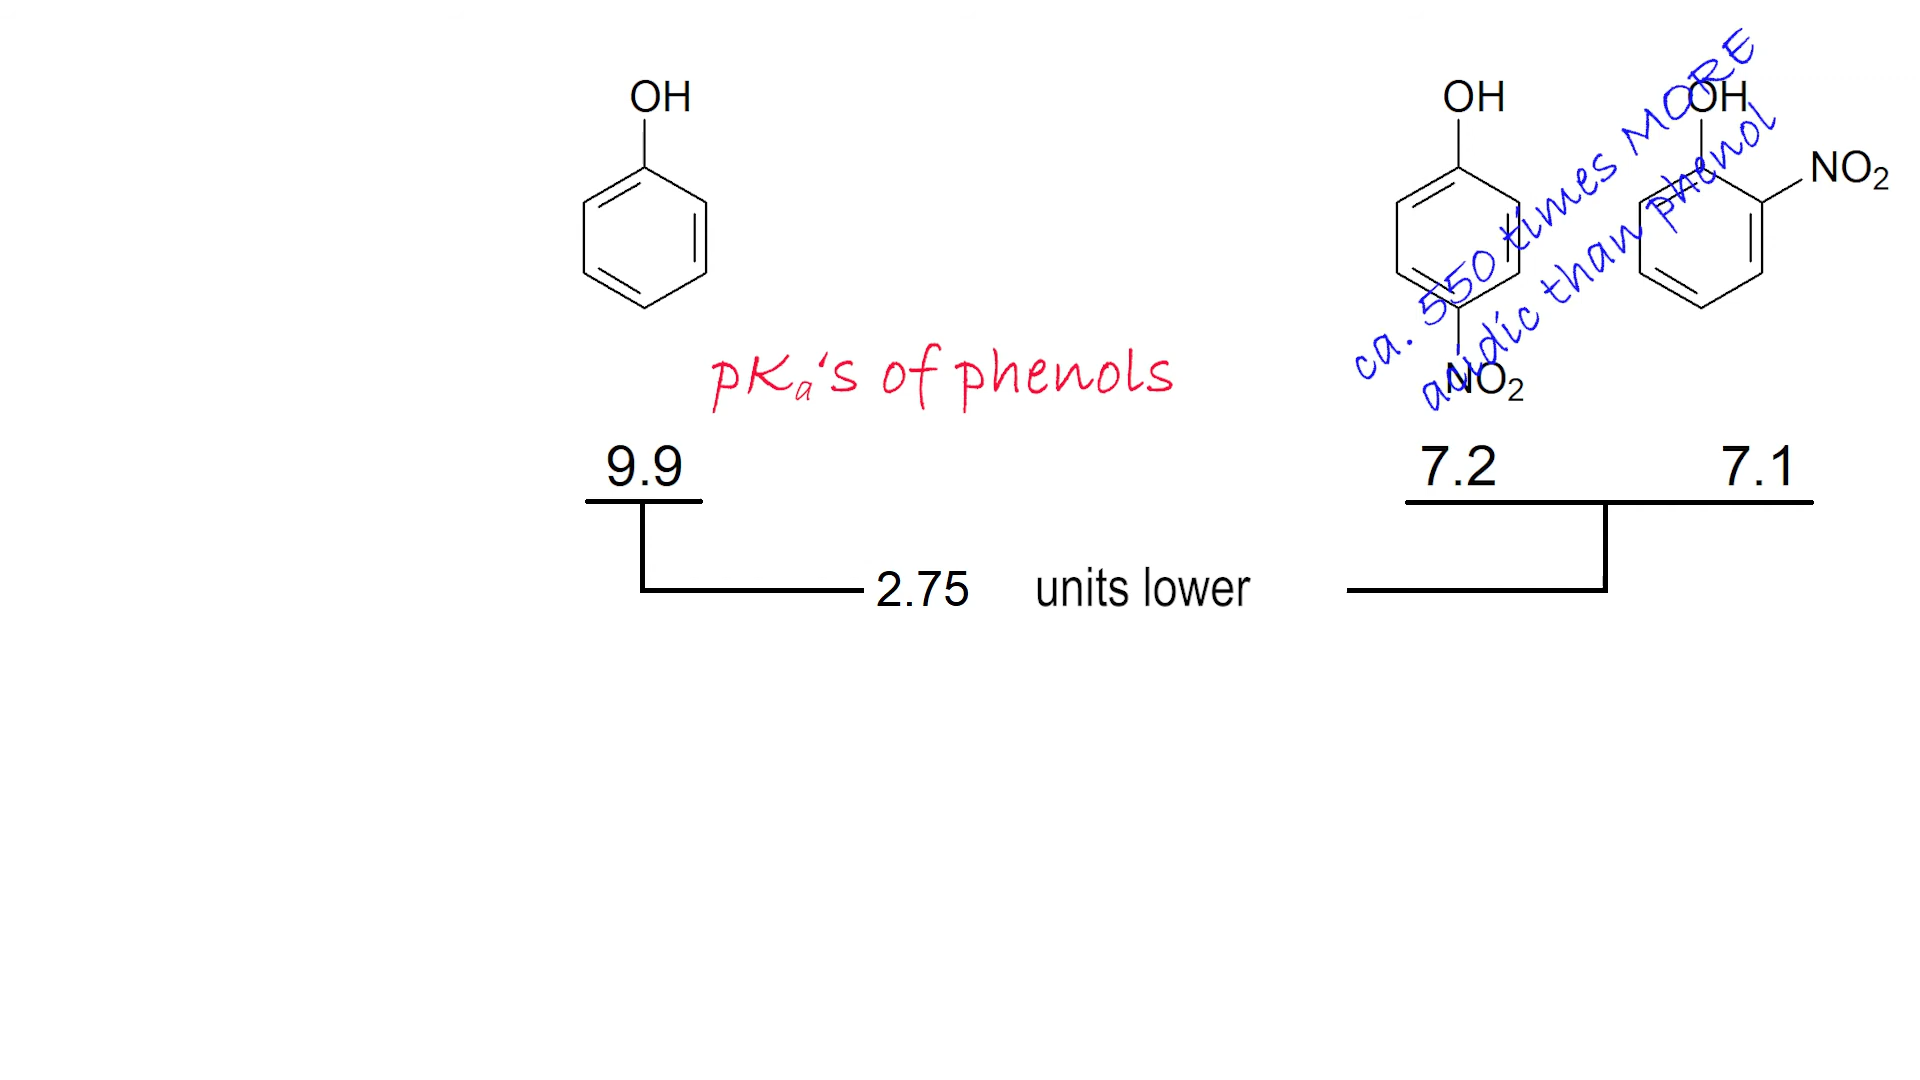 OH
OH
OH
NO2
ca. 550 times MORE
acidic than phenol
NO2
pKa's of phenols
9.9
7.2
7.1
2.75 units lower